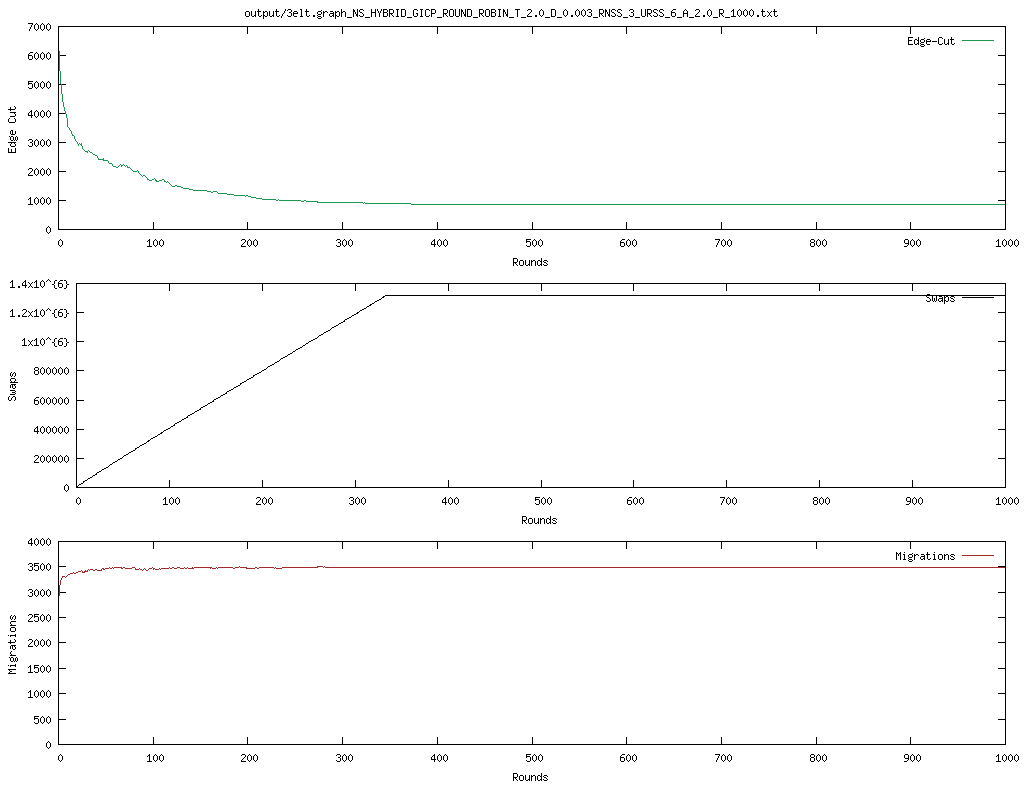 output/3elt.graph_NS_HYBRID_GICP_ROUND_ROBIN_T_2.0_D_0.003_RNSS_3_URSS_6_A_2.0_R_1000.txt
7000
6000
5000
4000
3000
2000
1000
0
Edge Cut
Edge-Cut
0 100 200 300 400 500 600 700 800 900 1000
Rounds
1.4x10^{6}
1.2x10^{6}
1x10^{6}
800000
600000
400000
200000
0
Swaps
Swaps
0 100 200 300 400 500 600 700 800 900 1000
Rounds
4000
3500
3000
2500
2000
1500
1000
500
0
Migrations
Migrations
0 100 200 300 400 500 600 700 800 900 1000
Rounds